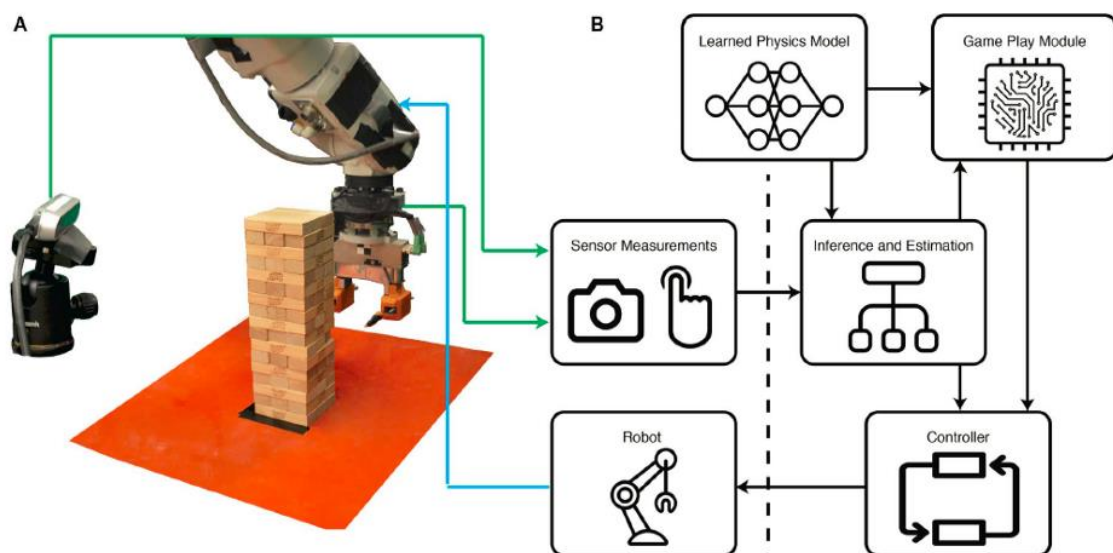 A
B
Learned Physics Model
Game Play Module
Sensor Measurements
Inference and Estimation
Robot
Controller